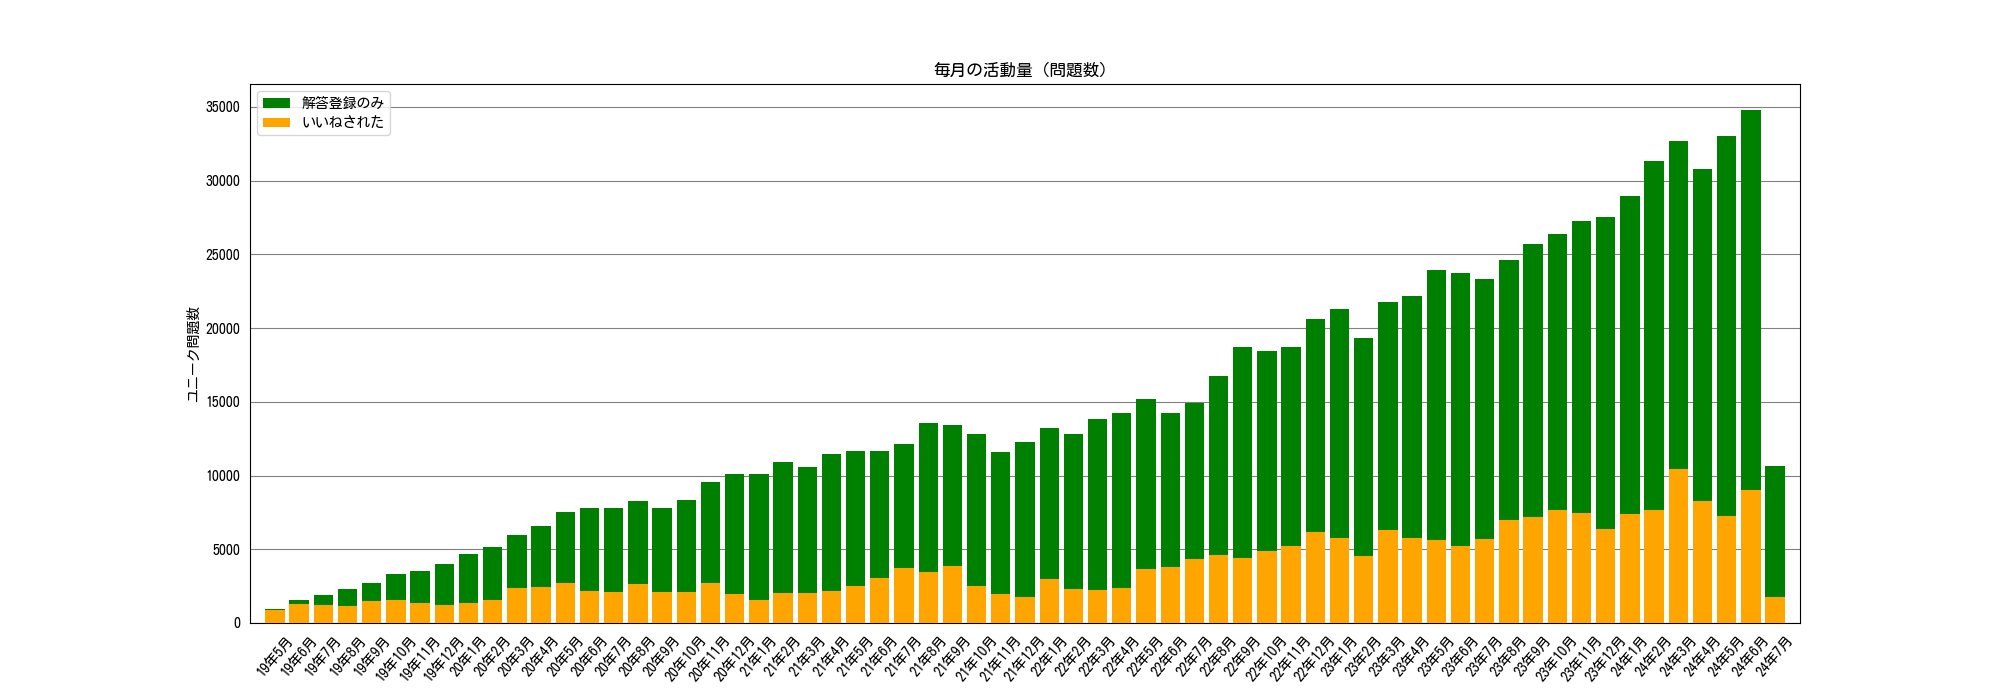 毎月の活動量（問題数）
解答登録のみ
いいねされた
ユニーク問題数
35000
30000
25000
20000
15000
10000
5000
0
19年5月
19年6月
19年7月
19年8月
19年9月
19年10月
19年11月
19年12月
20年1月
20年2月
20年3月
20年4月
20年5月
20年6月
20年7月
20年8月
20年9月
20年10月
20年11月
20年12月
21年1月
21年2月
21年3月
21年4月
21年5月
21年6月
21年7月
21年8月
21年9月
21年10月
21年11月
21年12月
22年1月
22年2月
22年3月
22年4月
22年5月
22年6月
22年7月
22年8月
22年9月
22年10月
22年11月
22年12月
23年1月
23年2月
23年3月
23年4月
23年5月
23年6月
23年7月
23年8月
23年9月
23年10月
23年11月
23年12月
24年1月
24年2月
24年3月
24年4月
24年5月
24年6月
24年7月